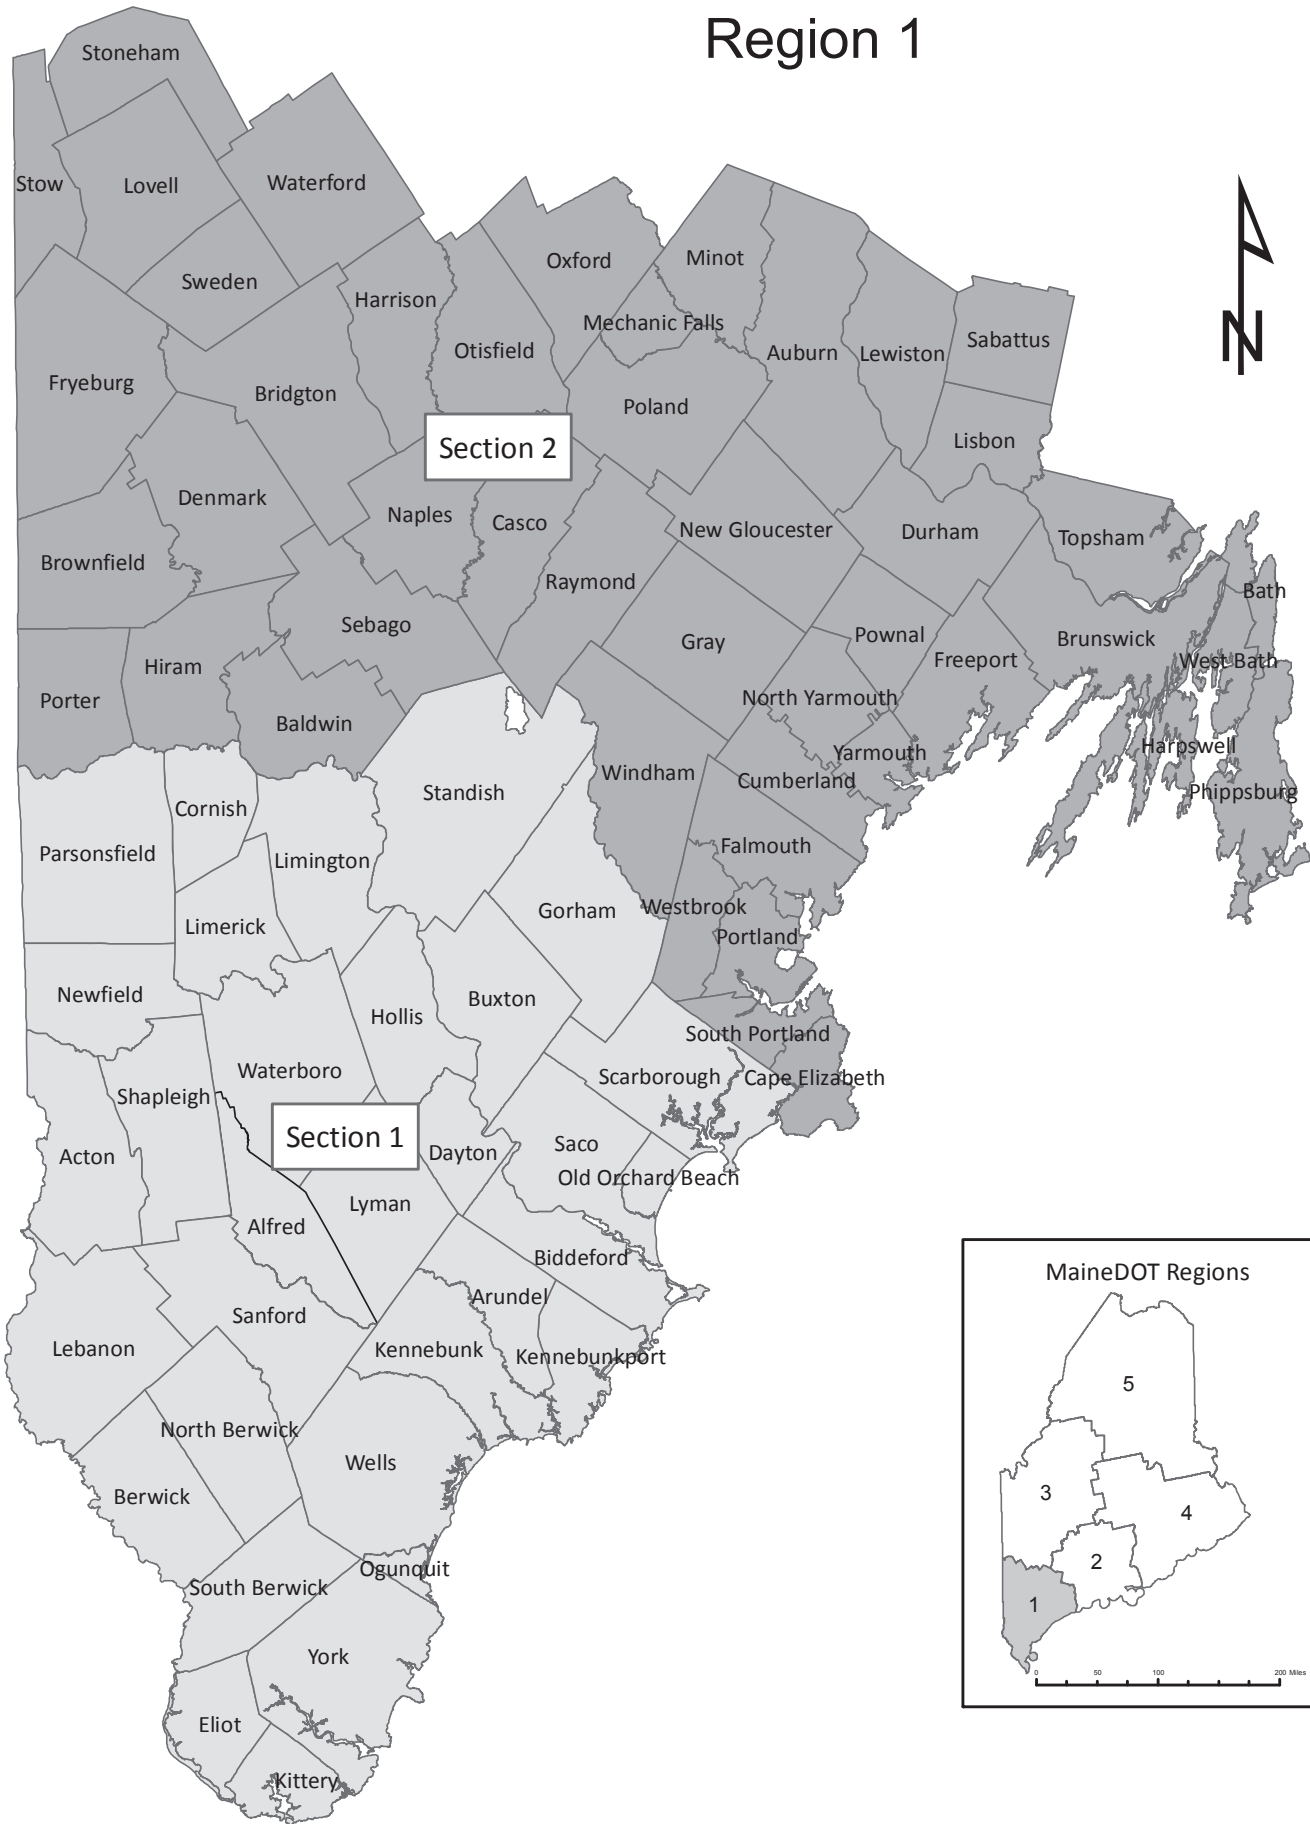 Region 1
Stoneham
Stow
Lovell
Waterford
Sweden
Harrison
Oxford
Minot
Mechanic Falls
Otisfield
Auburn
Lewiston
Sabattus
N
Fryeburg
Bridgton
Poland
Section 2
Lisbon
Denmark
Naples
Casco
New Gloucester
Durham
Topsham
Brownfield
Raymond
Bath
Sebago
Gray
Pownal
Brunswick
Hiram
Freeport
West Bath
Porter
North Yarmouth
Baldwin
Yarmouth
Harpswell
Windham
Cumberland
Phippsburg
Standish
Cornish
Parsonsfield
Limington
Falmouth
Westbrook
Gorham
Limerick
Portland
Newfield
Buxton
Hollis
South Portland
Waterboro
Scarborough
Cape Elizabeth
Shapleigh
Section 1
Saco
Dayton
Acton
Old Orchard Beach
Lyman
Alfred
Biddeford
Arundel
Sanford
Lebanon
Kennebunk
Kennebunkport
North Berwick
Wells
Berwick
Ogunquit
South Berwick
York
Eliot
Kittery
MaineDOT Regions
5
3
4
2
1
0 50 100 200 Miles